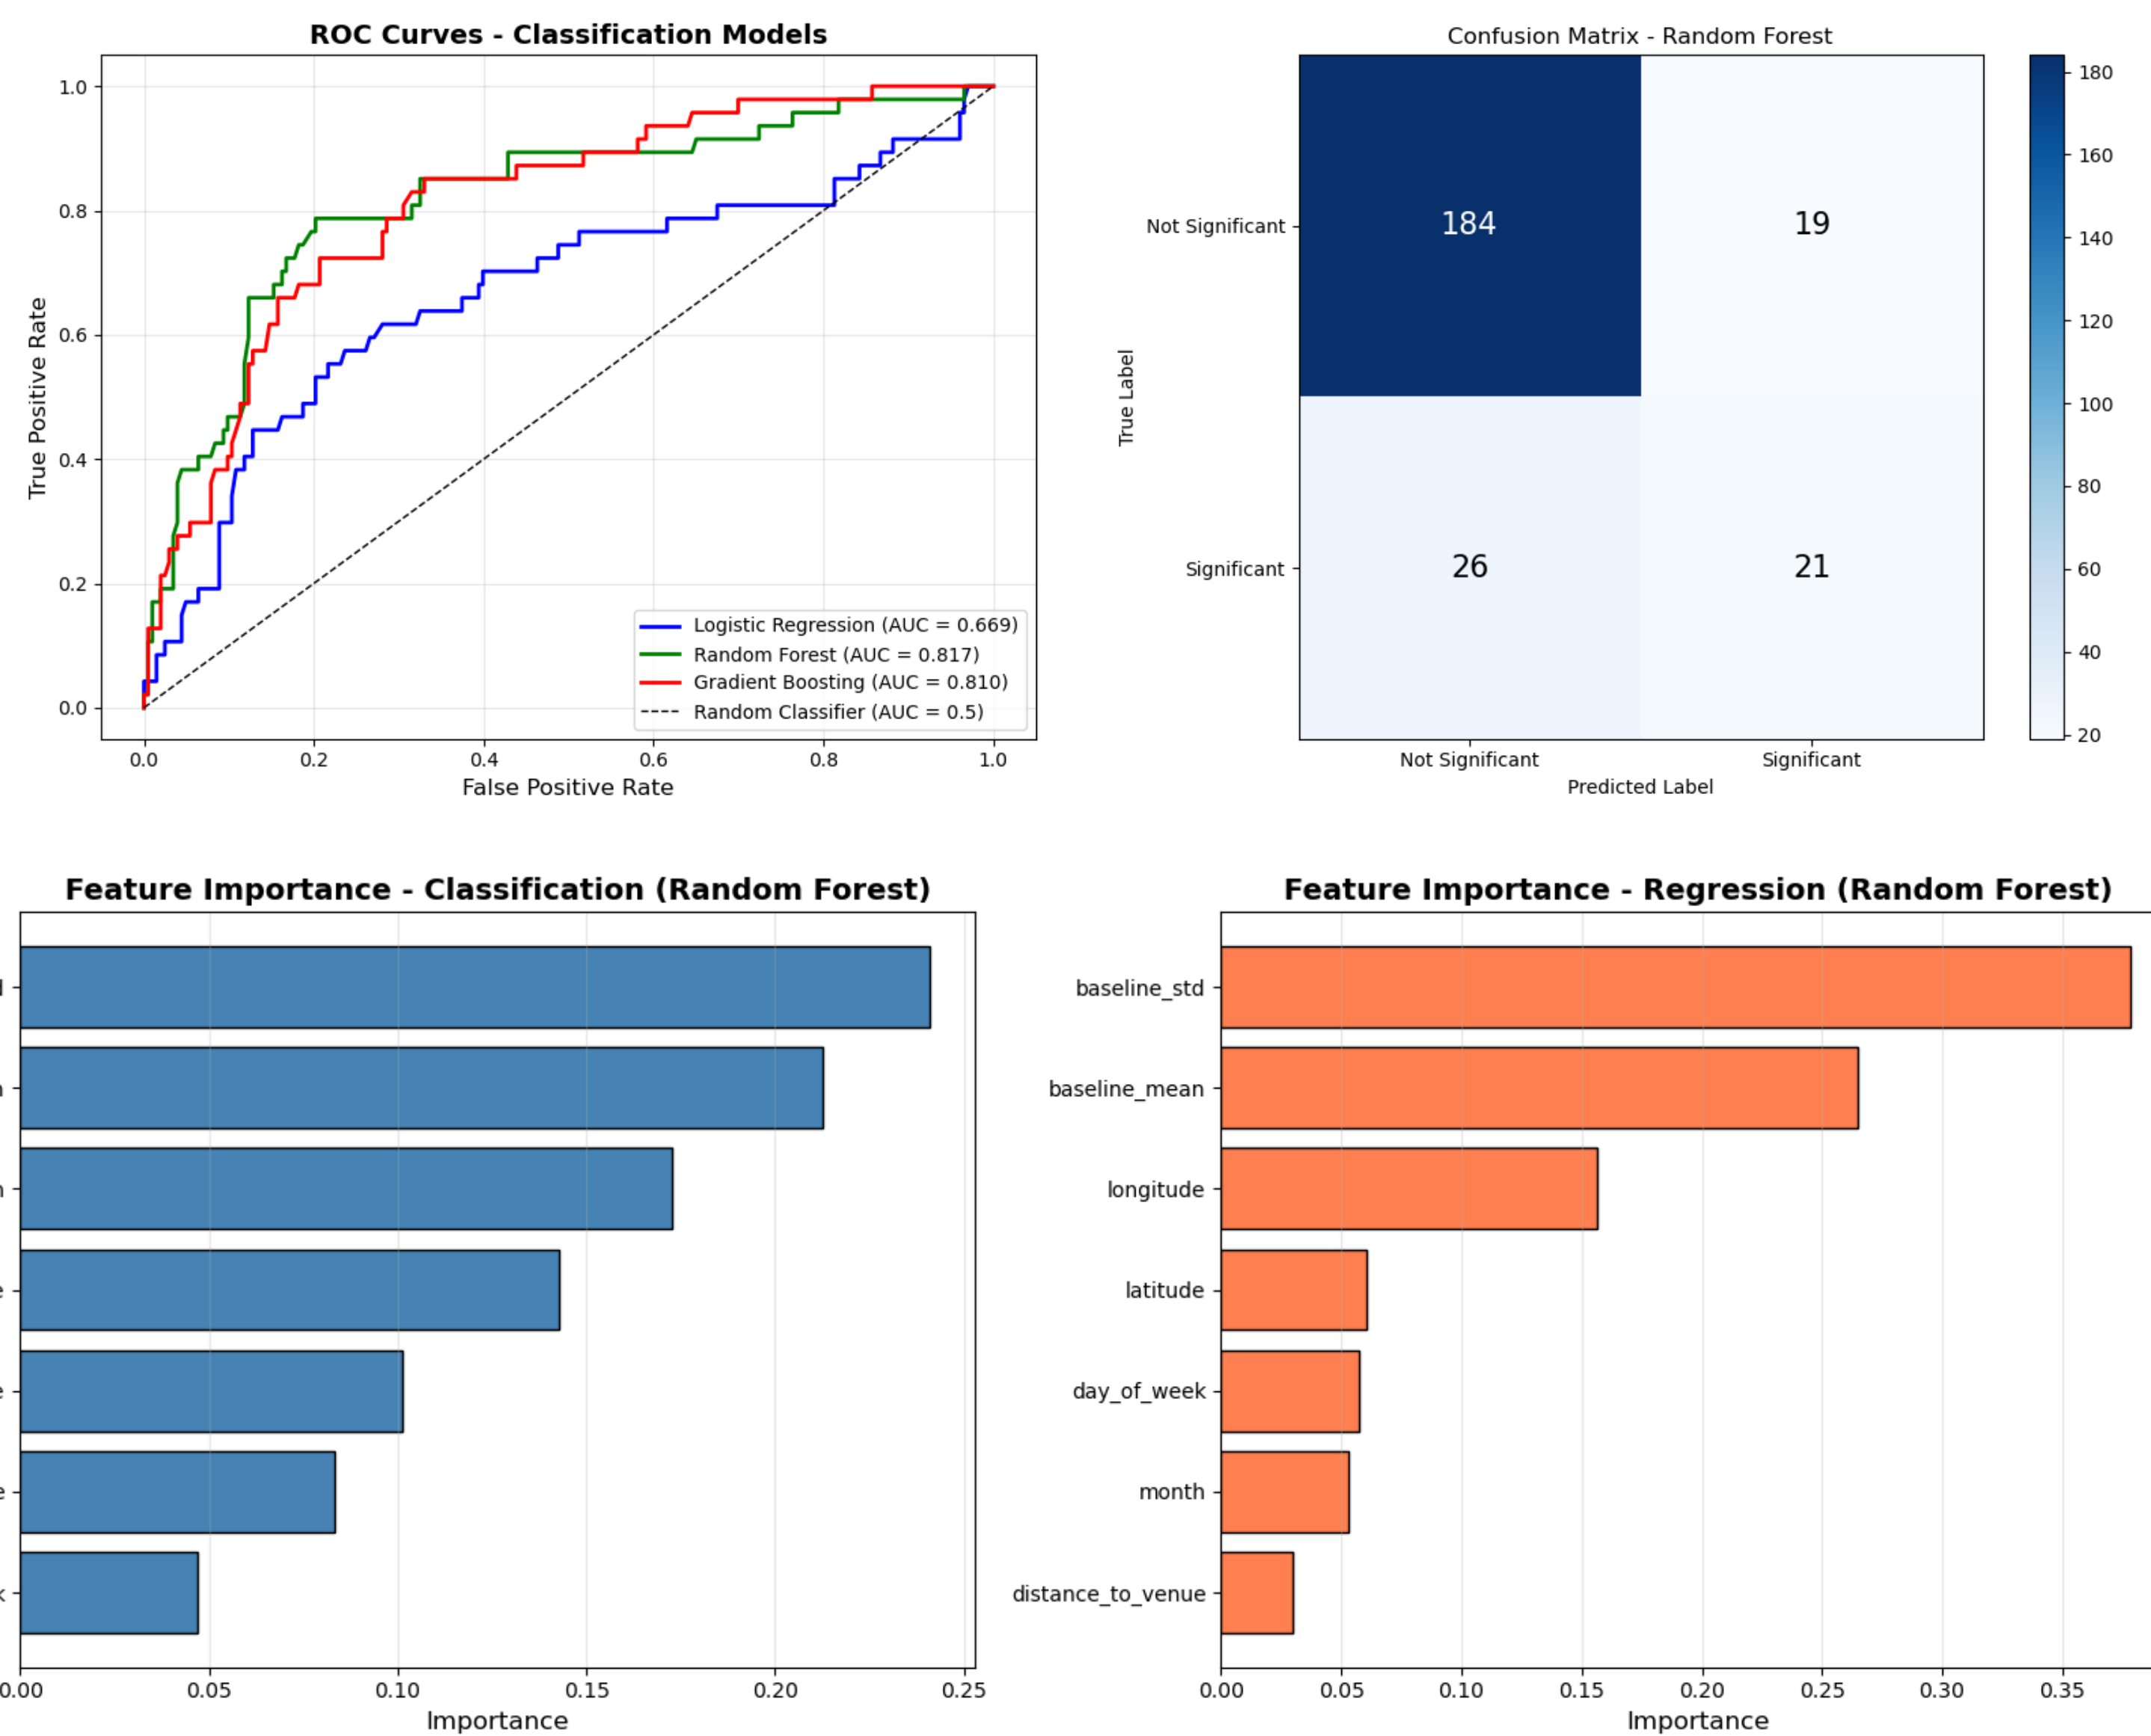 ROC Curves - Classification Models
1.0
0.8
0.6
0.4
0.2
0.0
True Positive Rate
0.0 0.2 0.4 0.6 0.8 1.0
False Positive Rate
Logistic Regression (AUC = 0.669)
Random Forest (AUC = 0.817)
Gradient Boosting (AUC = 0.810)
Random Classifier (AUC = 0.5)
Confusion Matrix - Random Forest
True Label
Not Significant
184 19
Significant
26 21
Not Significant Significant
Predicted Label
180
160
140
120
100
80
60
40
20
Feature Importance - Classification (Random Forest)
0.00 0.05 0.10 0.15 0.20 0.25
Importance
Feature Importance - Regression (Random Forest)
baseline_std
baseline_mean
longitude
latitude
day_of_week
month
distance_to_venue
0.00 0.05 0.10 0.15 0.20 0.25 0.30 0.35
Importance